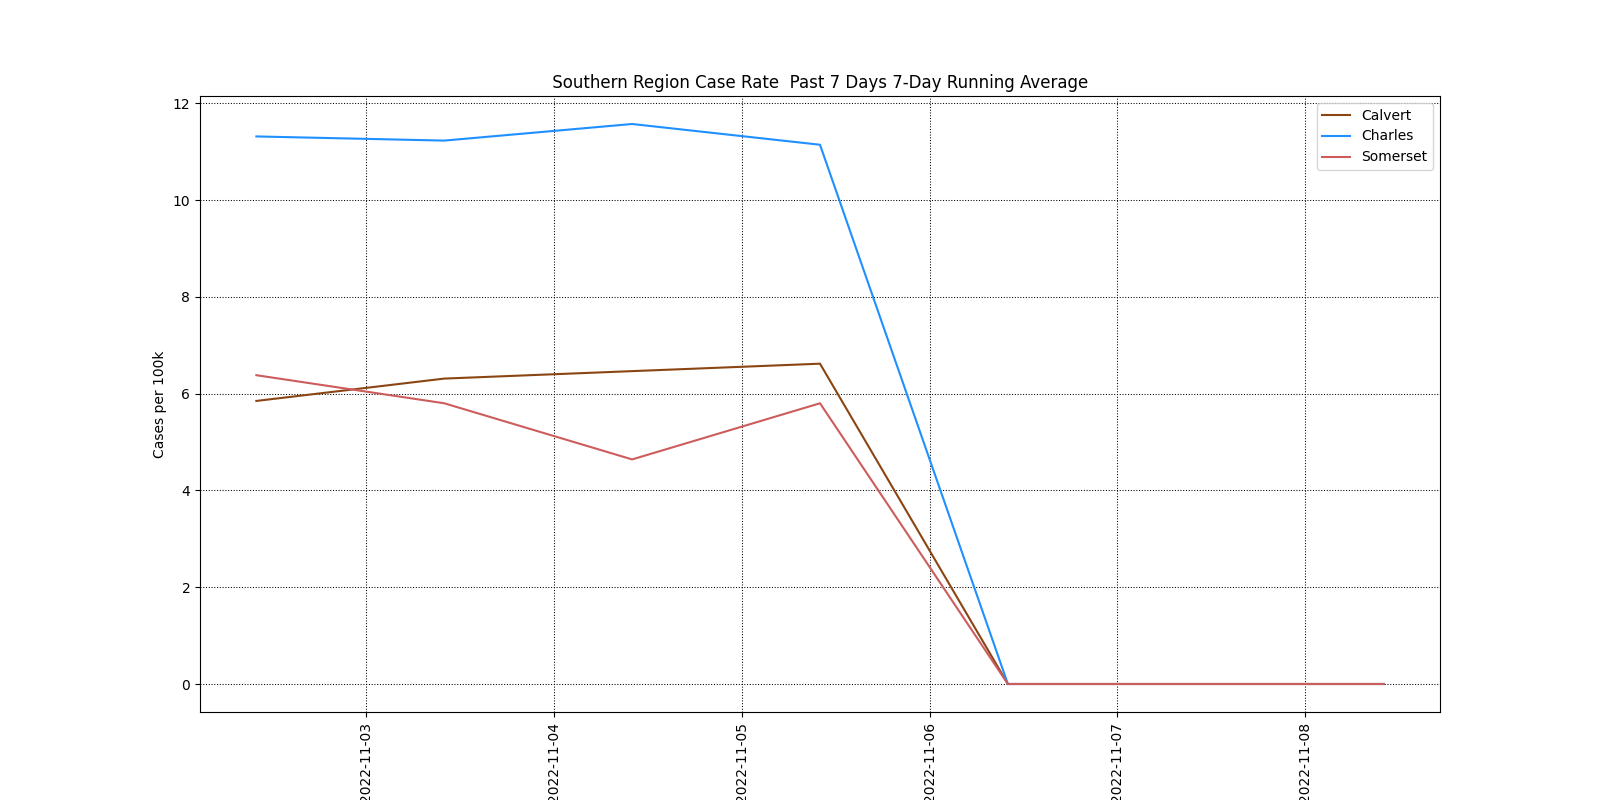 Southern Region Case Rate  Past 7 Days 7-Day Running Average
Calvert
Charles
Somerset
Cases per 100k
12
10
8
6
4
2
0
2022-11-03
2022-11-04
2022-11-05
2022-11-06
2022-11-07
2022-11-08